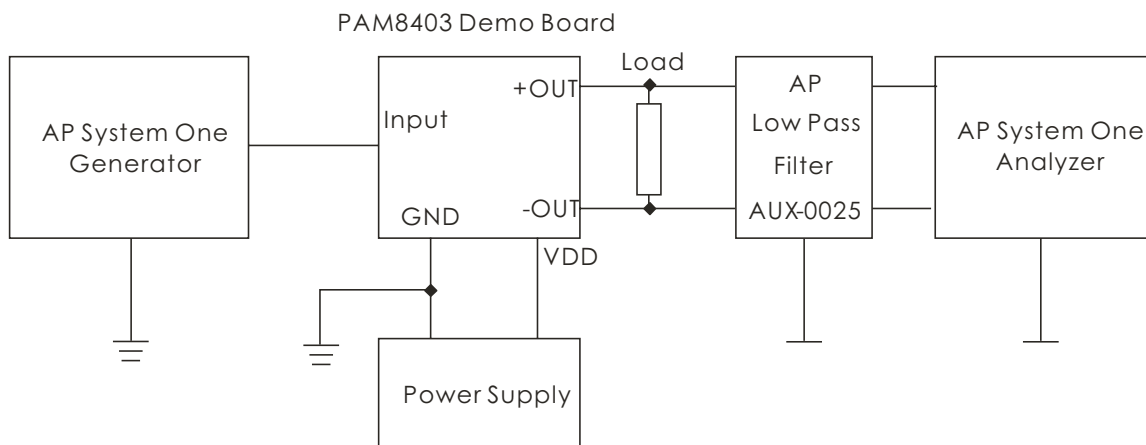 PAM8403 Demo Board
AP System One
Generator
Input
+OUT
-OUT
GND
VDD
Load
AP
Low Pass
Filter
AUX-0025
AP System One
Analyzer
Power Supply